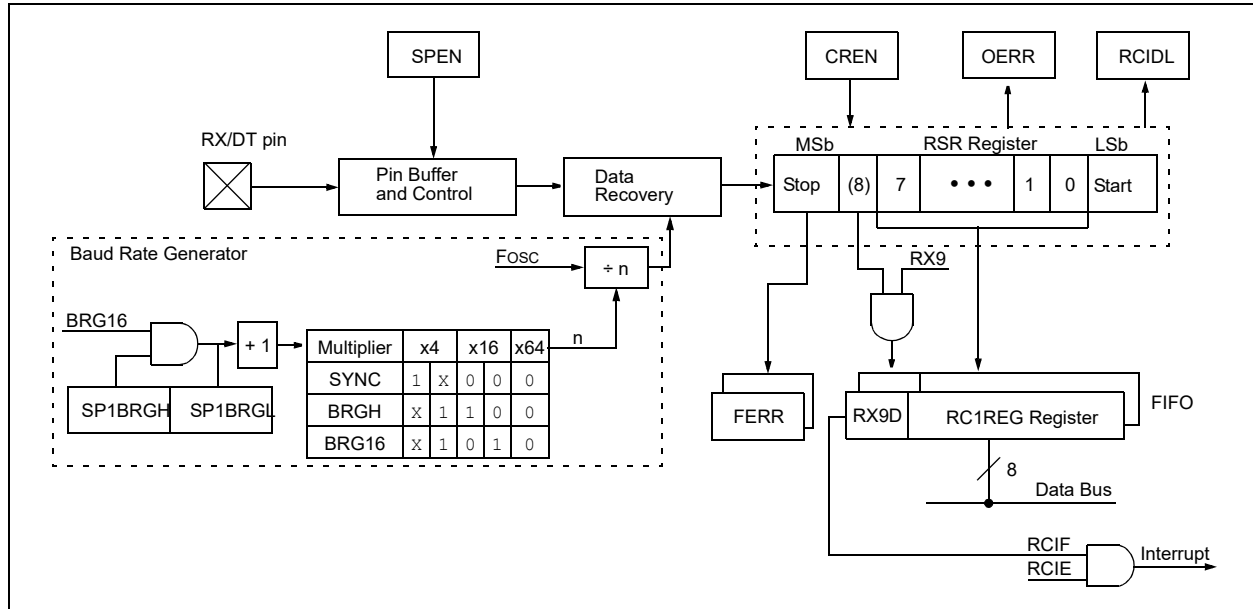 SPEN
CREN
OERR
RCIDL
RX/DT pin
Pin Buffer
and Control
Data
Recovery
MSb
RSR Register
LSb
Stop (8) 7 • • • 1 0 Start
Baud Rate Generator
FOSC
÷ n
RX9
BRG16
+ 1
n
Multiplier x4 x16 x64
SYNC 1 X 0 0 0
BRGH X 1 1 0 0
BRG16 X 1 0 1 0
SP1BRGH SP1BRGL
FERR
RX9D
RC1REG Register
FIFO
8
Data Bus
RCIF
RCIE
Interrupt